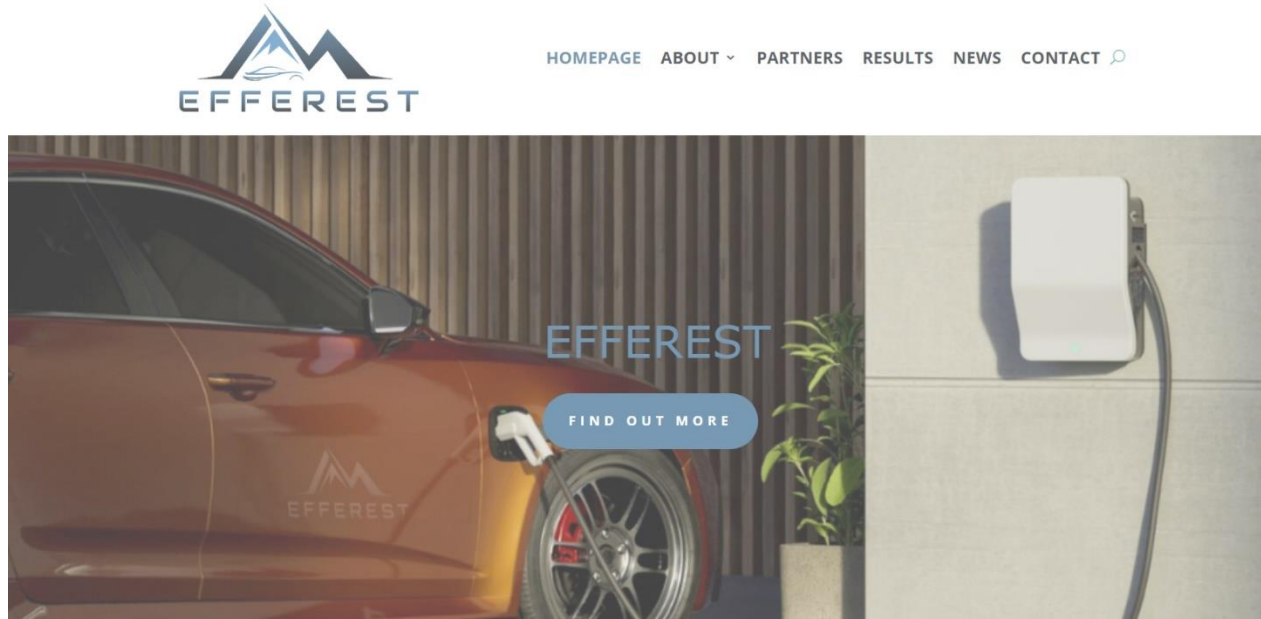 EFFEREST
HOMEPAGE ABOUT PARTNERS RESULTS NEWS CONTACT
EFFEREST
FIND OUT MORE
EFFEREST